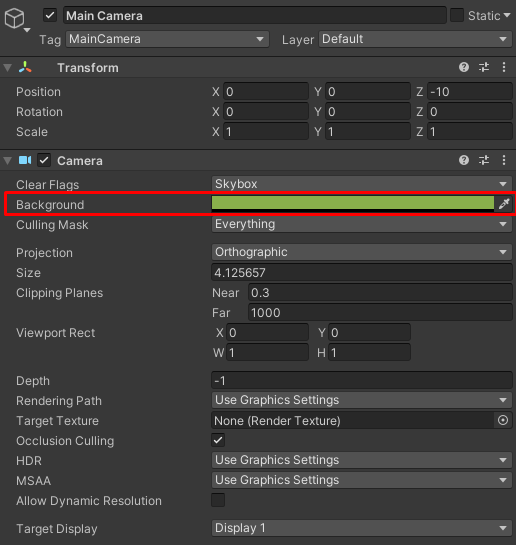 Main Camera Static
Tag MainCamera Layer Default
Transform
Position X 0 Y 0 Z -10
Rotation X 0 Y 0 Z 0
Scale X 1 Y 1 Z 1
Camera
Clear Flags Skybox
Background
Culling Mask Everything
Projection Orthographic
Size 4.125657
Clipping Planes Near 0.3
Far 1000
Viewport Rect X 0 Y 0
W 1 H 1
Depth -1
Rendering Path Use Graphics Settings
Target Texture None (Render Texture)
Occlusion Culling
HDR Use Graphics Settings
MSAA Use Graphics Settings
Allow Dynamic Resolution
Target Display Display 1